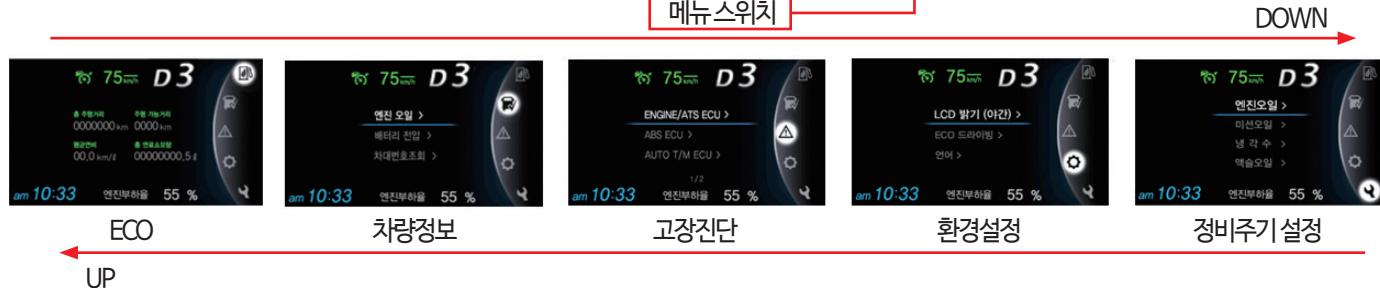 메뉴 스위치
DOWN
75 km/h D 3
총 주행거리 주행 가능거리
0000000 km 0000 km
평균연비 총 연료소모량
00,0 km/ℓ 00000000,5 ℓ
am 10:33 엔진부하율 55 %
75 km/h D 3
엔진 오일 >
배터리 전압 >
차대번호조회 >
am 10:33 엔진부하율 55 %
75 km/h D 3
ENGINE/ATS ECU >
ABS ECU >
AUTO T/M ECU >
1/2
am 10:33 엔진부하율 55 %
75 km/h D 3
LCD 밝기 (야간) >
ECO 드라이빙 >
언어 >
am 10:33 엔진부하율 55 %
75 km/h D 3
엔진오일 >
미션오일 >
냉 각 수 >
액슬오일 >
am 10:33 엔진부하율 55 %
ECO
차량정보
고장진단
환경설정
정비주기 설정
UP